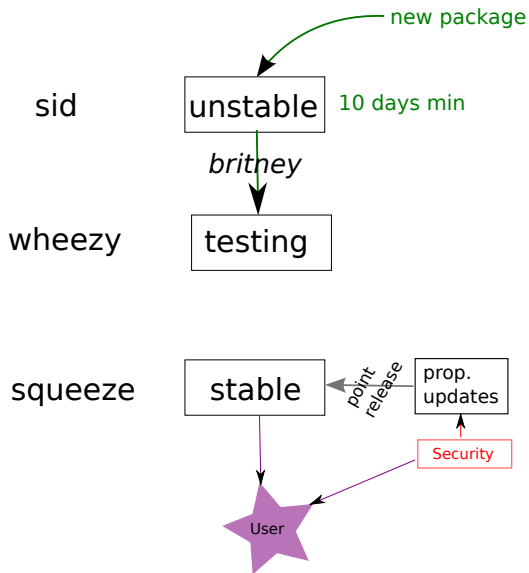 new package
sid
unstable
10 days min
britney
wheezy
testing
squeeze
stable
point
release
prop.
updates
Security
User